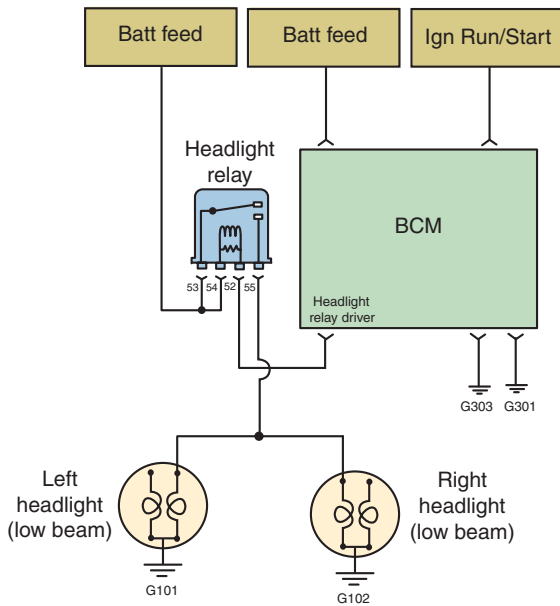 Batt feed
Batt feed
Ign Run/Start
Headlight
relay
BCM
53
54
52
55
Headlight
relay driver
G303
G301
Left
headlight
(low beam)
Right
headlight
(low beam)
G101
G102